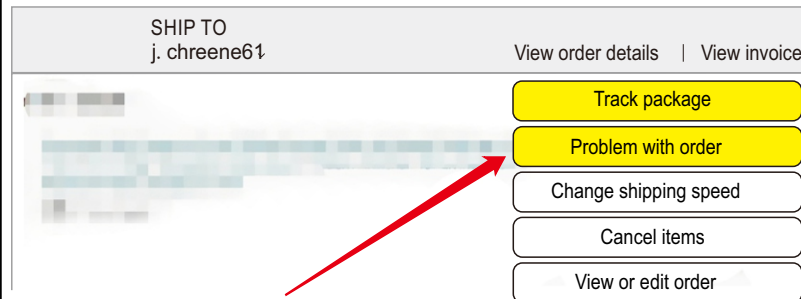 SHIP TO
j. chreene61
View order details | View invoice
Track package
Problem with order
Change shipping speed
Cancel items
View or edit order